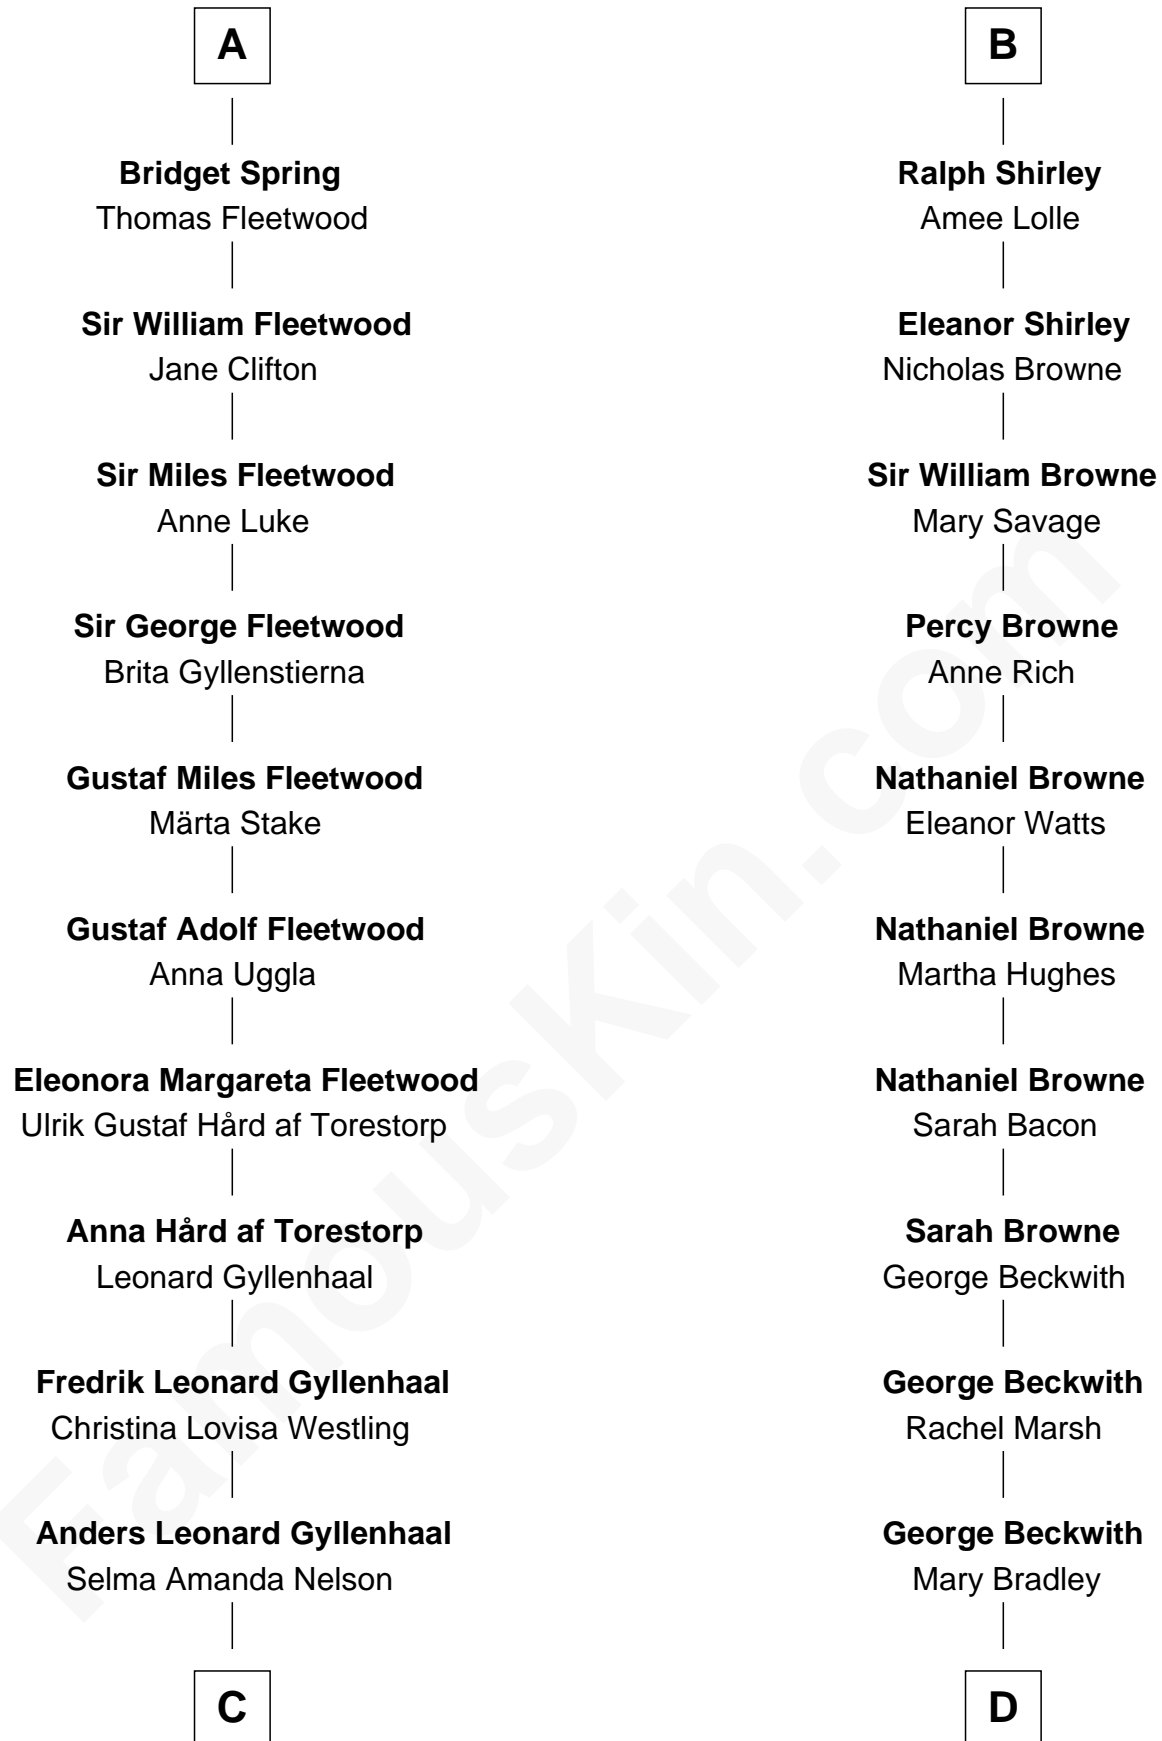 A
Bridget Spring
Thomas Fleetwood
Sir William Fleetwood
Jane Clifton
Sir Miles Fleetwood
Anne Luke
Sir George Fleetwood
Brita Gyllenstierna
Gustaf Miles Fleetwood
Märta Stake
Gustaf Adolf Fleetwood
Anna Uggla
Eleonora Margareta Fleetwood
Ulrik Gustaf Hård af Torestorp
Anna Hård af Torestorp
Leonard Gyllenhaal
Fredrik Leonard Gyllenhaal
Christina Lovisa Westling
Anders Leonard Gyllenhaal
Selma Amanda Nelson
C
B
Ralph Shirley
Amee Lolle
Eleanor Shirley
Nicholas Browne
Sir William Browne
Mary Savage
Percy Browne
Anne Rich
Nathaniel Browne
Eleanor Watts
Nathaniel Browne
Martha Hughes
Nathaniel Browne
Sarah Bacon
Sarah Browne
George Beckwith
George Beckwith
Rachel Marsh
George Beckwith
Mary Bradley
D
FamousKin.com